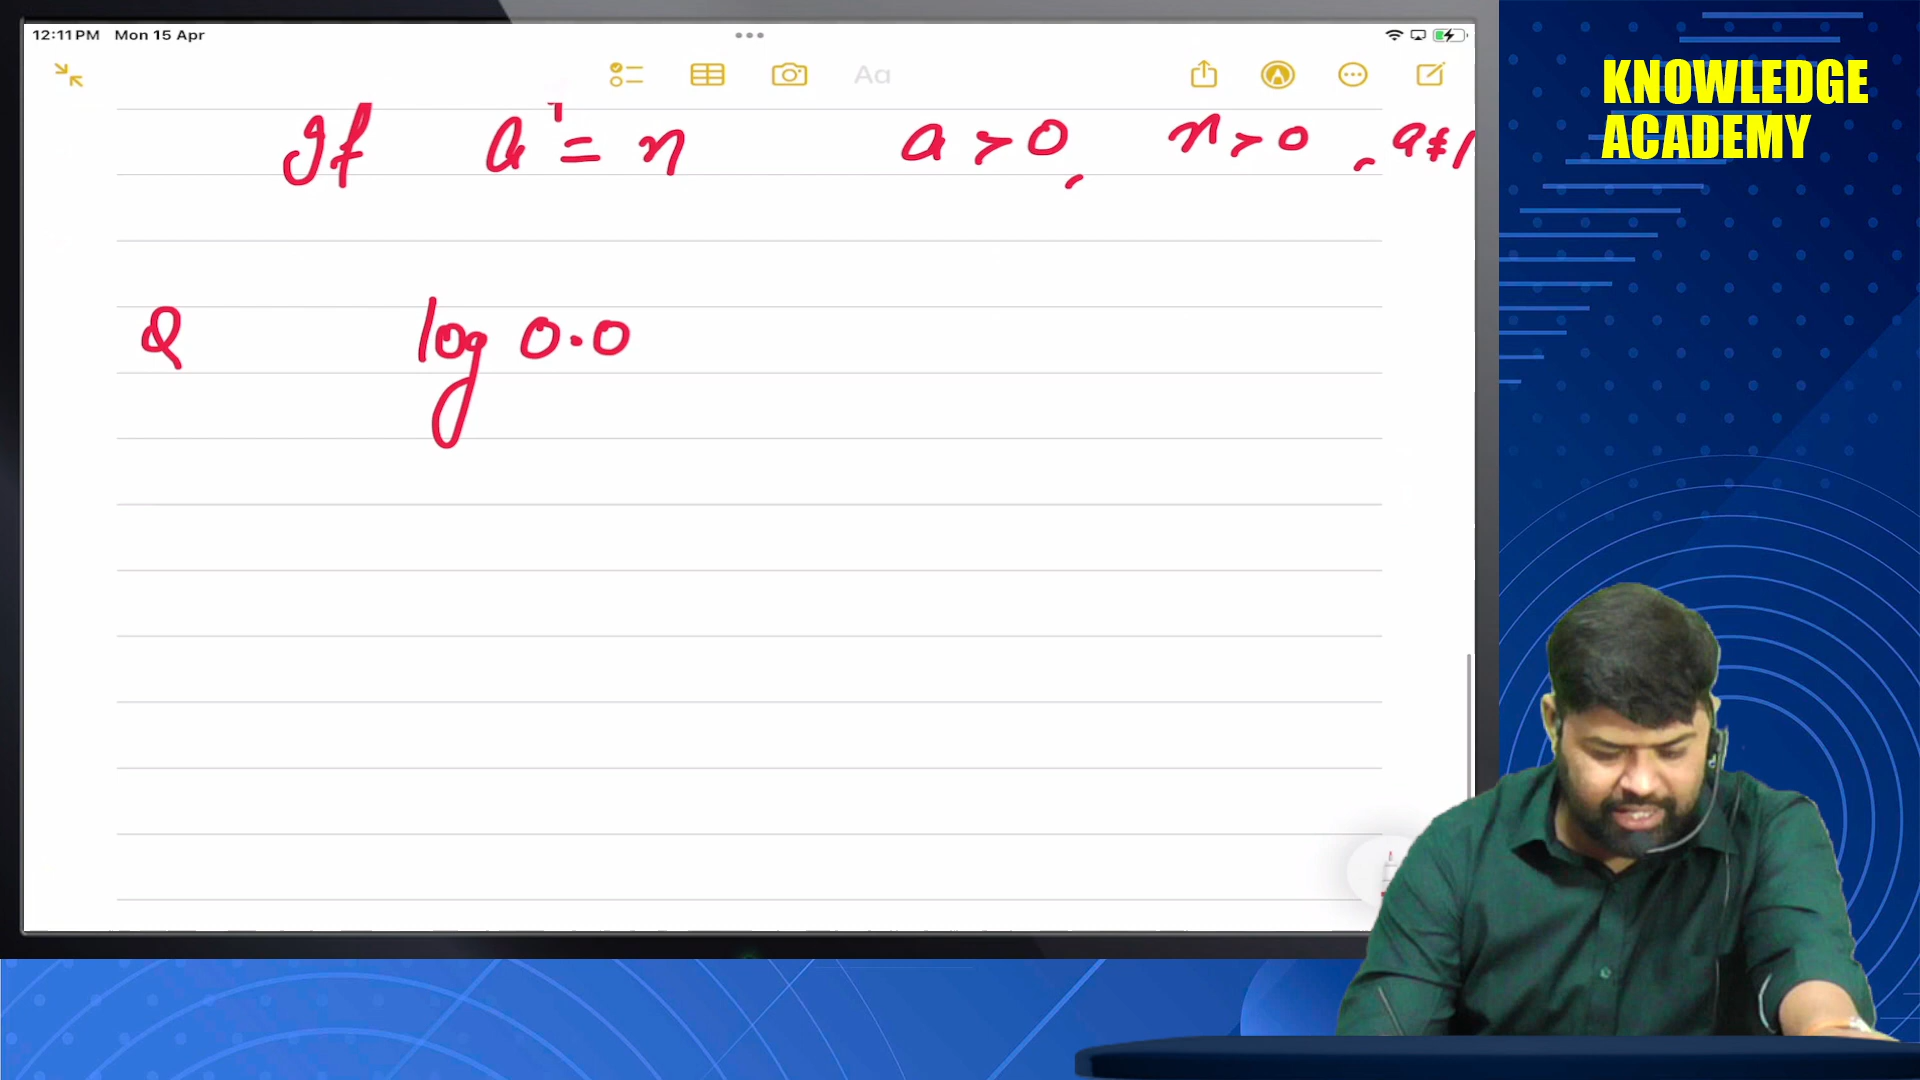 12:11 PM Mon 15 Apr
Aa
KNOWLEDGE
ACADEMY
If a = n a > 0, n > 0, a ≠ 1
Q log 0.0